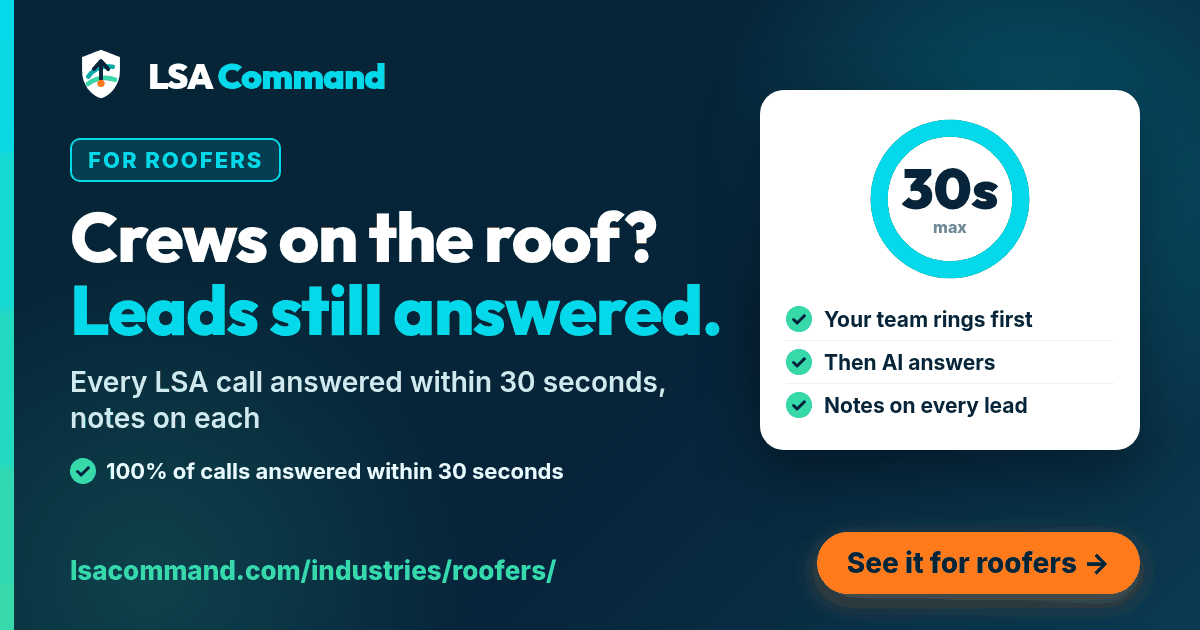 LSA Command
FOR ROOFERS
Crews on the roof?
Leads still answered.
Every LSA call answered within 30 seconds,
notes on each
100% of calls answered within 30 seconds
lsacommand.com/industries/roofers/
30s
max
Your team rings first
Then AI answers
Notes on every lead
See it for roofers →